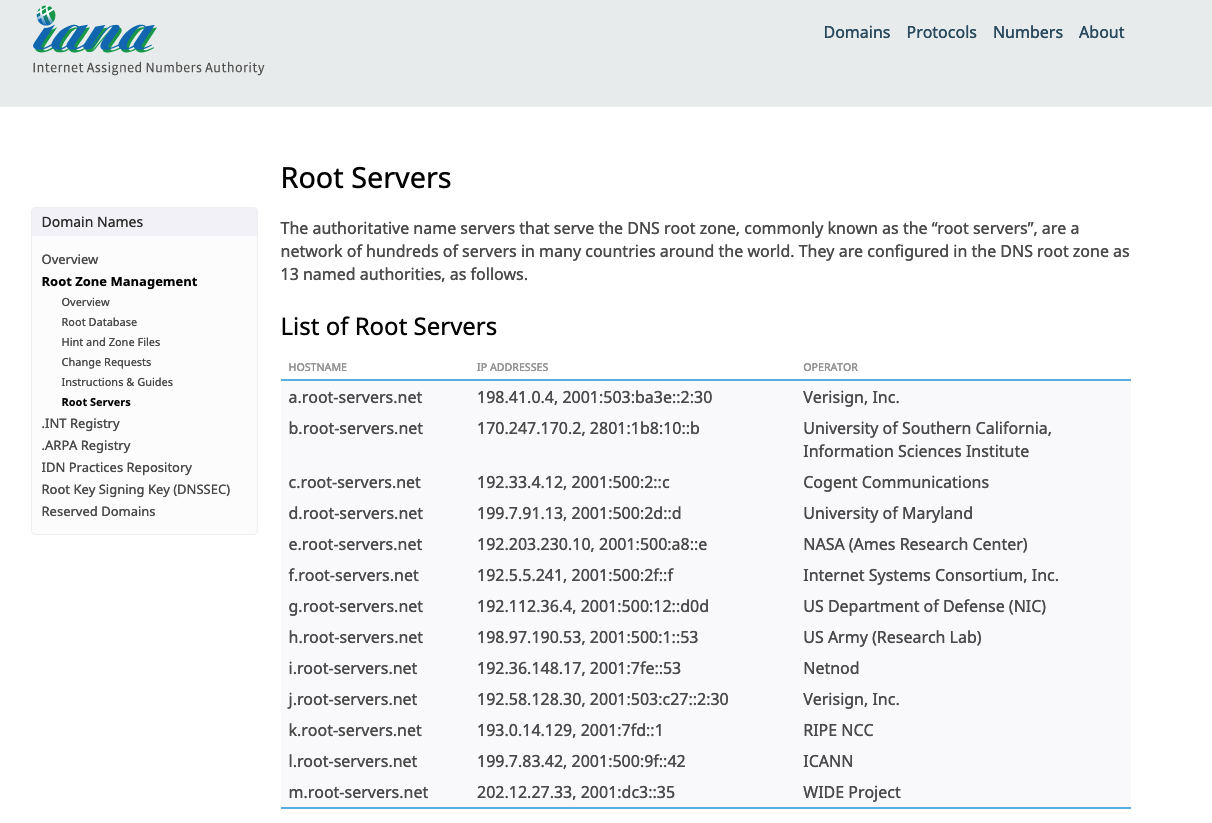 iana
Internet Assigned Numbers Authority
Domains Protocols Numbers About
Domain Names
Overview
Root Zone Management
Overview
Root Database
Hint and Zone Files
Change Requests
Instructions & Guides
Root Servers
.INT Registry
.ARPA Registry
IDN Practices Repository
Root Key Signing Key (DNSSEC)
Reserved Domains
Root Servers
The authoritative name servers that serve the DNS root zone, commonly known as the “root servers”, are a
network of hundreds of servers in many countries around the world. They are configured in the DNS root zone as
13 named authorities, as follows.
List of Root Servers
HOSTNAME IP ADDRESSES OPERATOR
a.root-servers.net 198.41.0.4, 2001:503:ba3e::2:30 Verisign, Inc.
b.root-servers.net 170.247.170.2, 2801:1b8:10::b University of Southern California,
Information Sciences Institute
c.root-servers.net 192.33.4.12, 2001:500:2::c Cogent Communications
d.root-servers.net 199.7.91.13, 2001:500:2d::d University of Maryland
e.root-servers.net 192.203.230.10, 2001:500:a8::e NASA (Ames Research Center)
f.root-servers.net 192.5.5.241, 2001:500:2f::f Internet Systems Consortium, Inc.
g.root-servers.net 192.112.36.4, 2001:500:12::d0d US Department of Defense (NIC)
h.root-servers.net 198.97.190.53, 2001:500:1::53 US Army (Research Lab)
i.root-servers.net 192.36.148.17, 2001:7fe::53 Netnod
j.root-servers.net 192.58.128.30, 2001:503:c27::2:30 Verisign, Inc.
k.root-servers.net 193.0.14.129, 2001:7fd::1 RIPE NCC
l.root-servers.net 199.7.83.42, 2001:500:9f::42 ICANN
m.root-servers.net 202.12.27.33, 2001:dc3::35 WIDE Project